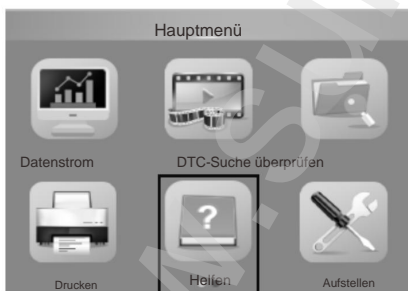 Hauptmenü
Datenstrom DTC-Suche überprüfen
Drucken Helfen Aufstellen